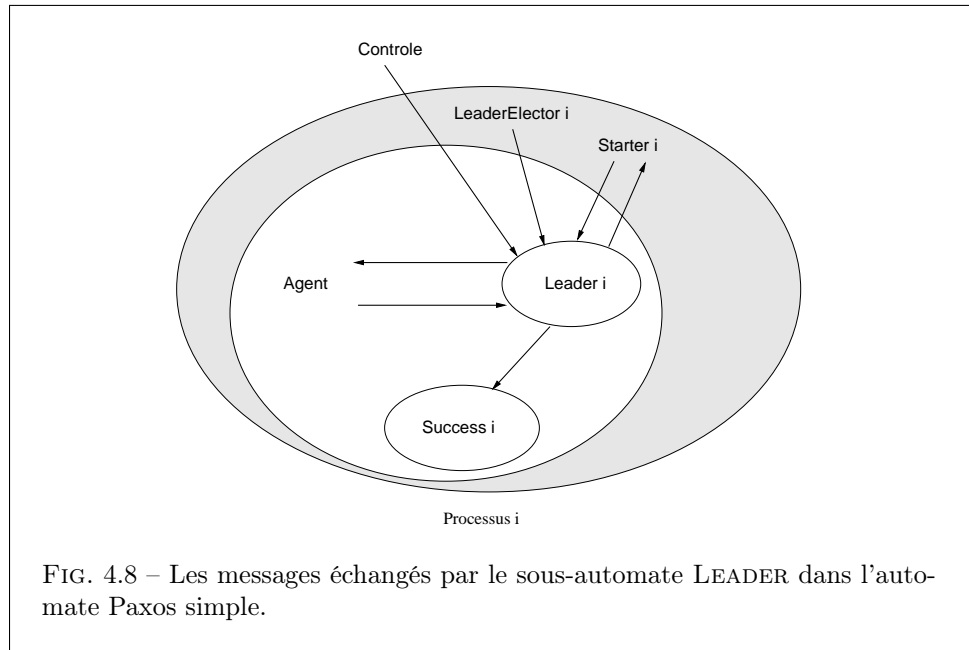 Controle
LeaderElector i
Starter i
Agent
Leader i
Success i
Processus i
FIG. 4.8 – Les messages échangés par le sous-automate LEADER dans l'auto-
mate Paxos simple.